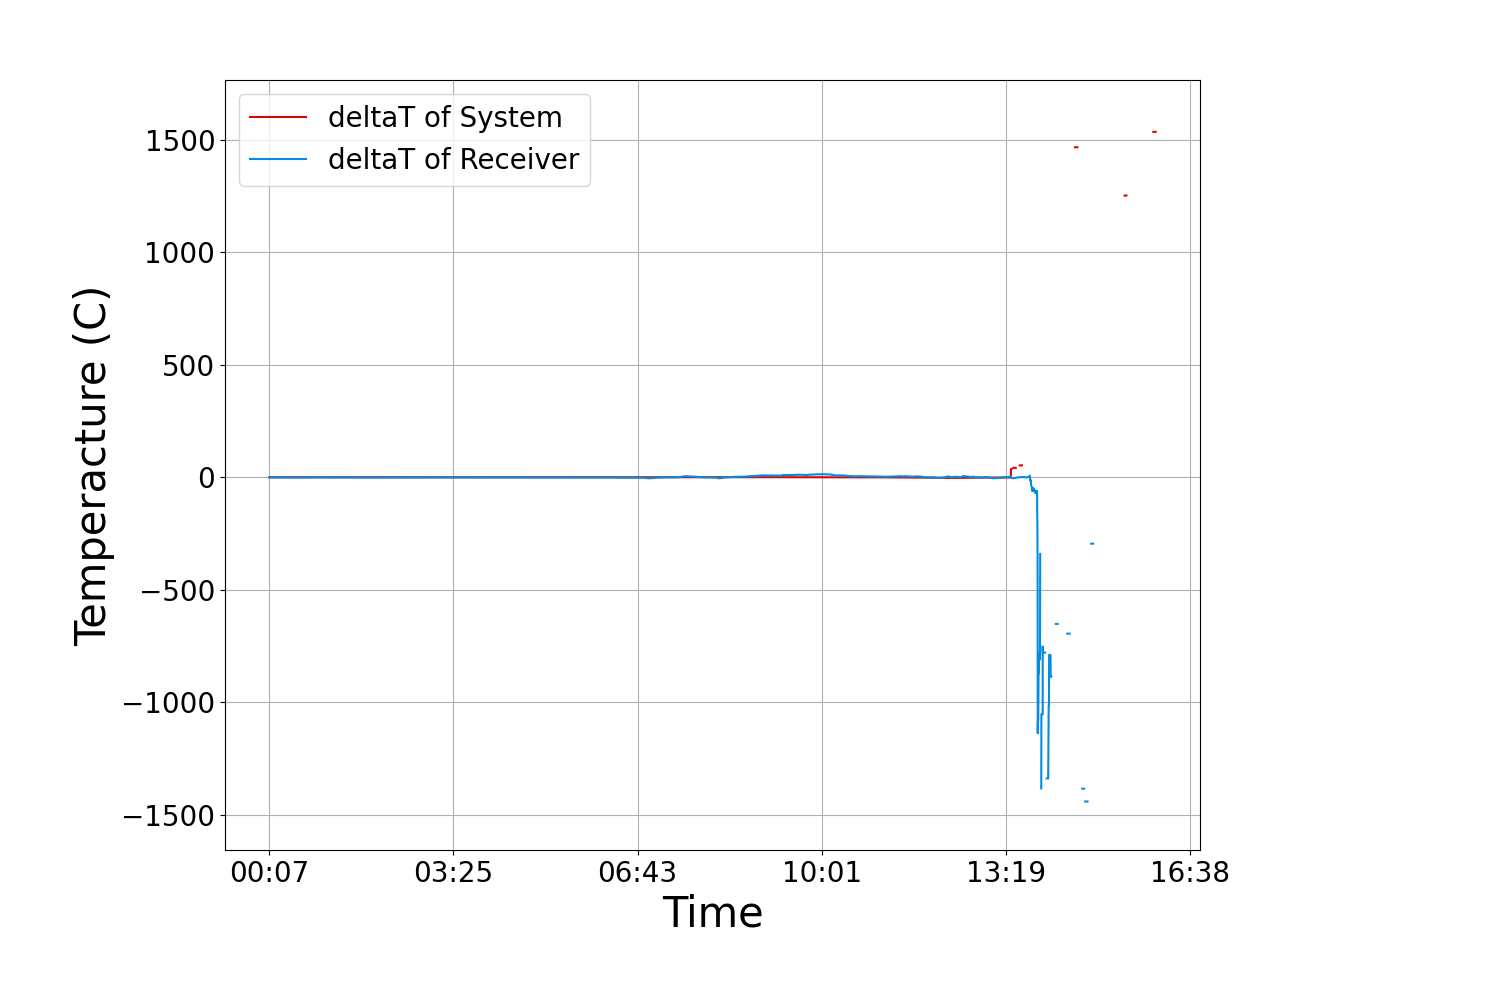 deltaT of System
deltaT of Receiver
1500
1000
500
0
−500
−1000
−1500
Temperacture (C)
00:07 03:25 06:43 10:01 13:19 16:38
Time